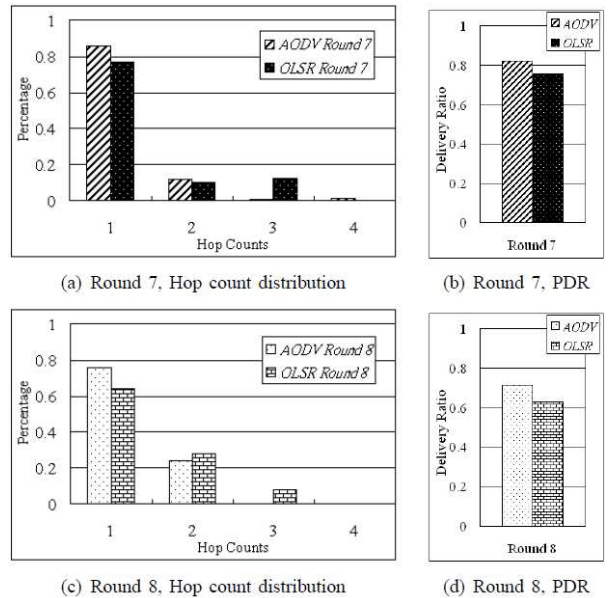 1
0.8
0.6
0.4
0.2
0
Percentage
AODV Round 7
OLSR Round 7
1 2 3 4
Hop Counts
(a) Round 7, Hop count distribution
1
0.8
0.6
0.4
0.2
0
Delivery Ratio
AODV
OLSR
Round 7
(b) Round 7, PDR
1
0.8
0.6
0.4
0.2
0
Percentage
AODV Round 8
OLSR Round 8
1 2 3 4
Hop Counts
(c) Round 8, Hop count distribution
1
0.8
0.6
0.4
0.2
0
Delivery Ratio
AODV
OLSR
Round 8
(d) Round 8, PDR